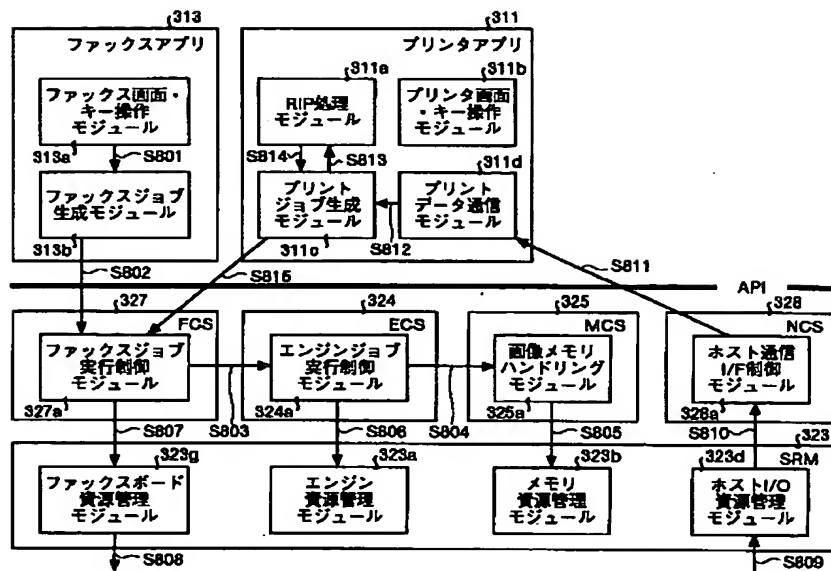 313
ファックスアプリ
ファックス画面・
キー操作
モジュール
313a
S801
ファックスジョブ
生成モジュール
313b
S802
311
プリンタアプリ
311a
RIP処理
モジュール
311b
プリンタ画面
・キー操作
モジュール
S814
S813
311d
プリント
ジョブ生成
モジュール
311c
S812
プリント
データ通信
モジュール
S815
S811
API
327
FCS
ファックスジョブ
実行制御
モジュール
327a
S807
S803
324
ECS
エンジンジョブ
実行制御
モジュール
324a
S806
S804
325
MCS
画像メモリ
ハンドリング
モジュール
325a
S805
328
NCS
ホスト通信
I/F制御
モジュール
328a
S810
323
SRM
323g
ファックスボード
資源管理
モジュール
323a
エンジン
資源管理
モジュール
323b
メモリ
資源管理
モジュール
323d
ホストI/O
資源管理
モジュール
S808
S809